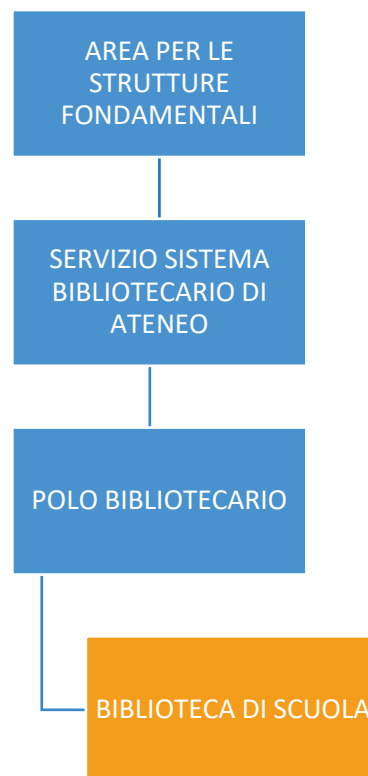 AREA PER LE
STRUTTURE
FONDAMENTALI
SERVIZIO SISTEMA
BIBLIOTECARIO DI
ATENEO
POLO BIBLIOTECARIO
BIBLIOTECA DI SCUOLA